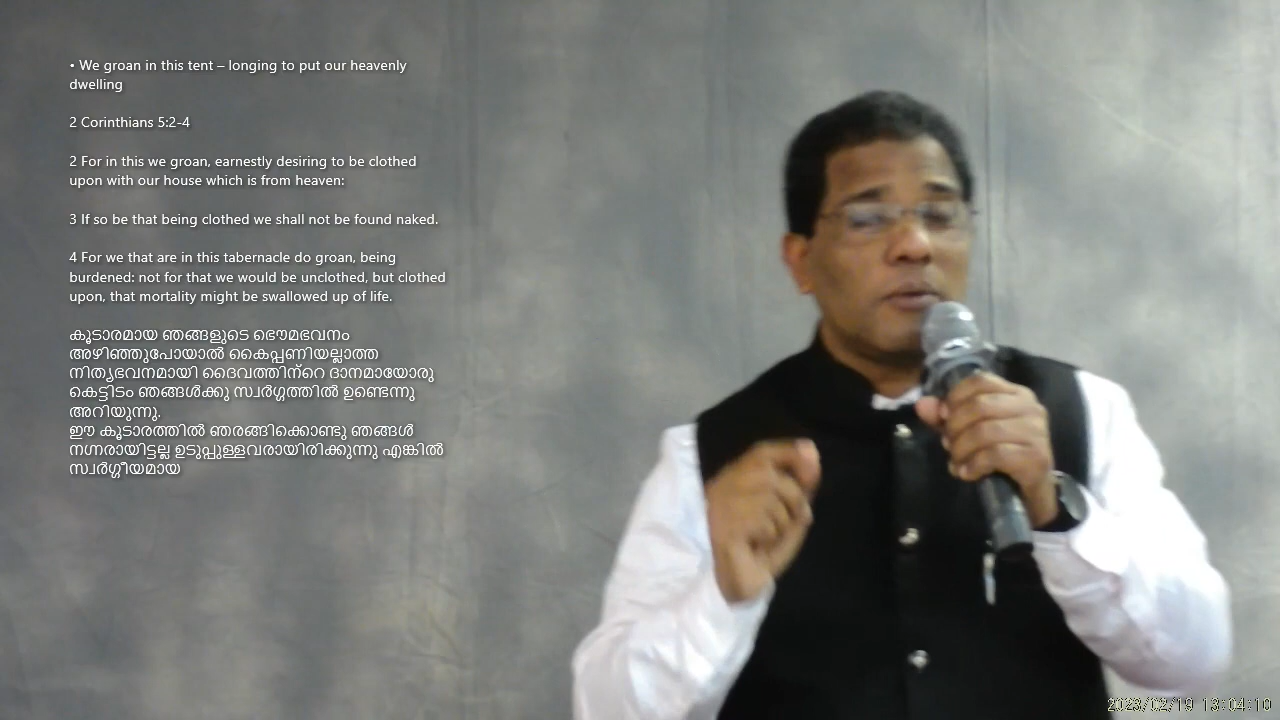 • We groan in this tent – longing to put our heavenly
dwelling
2 Corinthians 5:2-4
2 For in this we groan, earnestly desiring to be clothed
upon with our house which is from heaven:
3 If so be that being clothed we shall not be found naked.
4 For we that are in this tabernacle do groan, being
burdened: not for that we would be unclothed, but clothed
upon, that mortality might be swallowed up of life.
കൂടാരമായ ഞങ്ങളുടെ ഭൌമഭവനം
അഴിഞ്ഞുപോയാൽ കൈപ്പണിയല്ലാത്ത
നിത്യഭവനമായി ദൈവത്തിന്റെ ദാനമായോരു
കെട്ടിടം ഞങ്ങൾക്കു സ്വർഗ്ഗത്തിൽ ഉണ്ടെന്നു
അറിയുന്നു.
ഈ കൂടാരത്തിൽ ഞരങ്ങിക്കൊണ്ടു ഞങ്ങൾ
നഗ്നരായിട്ടല്ല ഉടുപ്പുള്ളവരായിരിക്കുന്നു എങ്കിൽ
സ്വർഗ്ഗീയമായ
2023/02/19 13:04:10